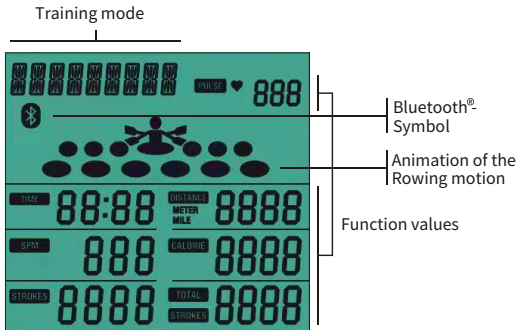 Training mode
PULSE 888
Bluetooth®-
Symbol
Animation of the
Rowing motion
TIME 88:88 DISTANCE 8888
METER
MILE
Function values
SPM 888 CALORIE 8888
STROKES 8888 TOTAL STROKES 8888